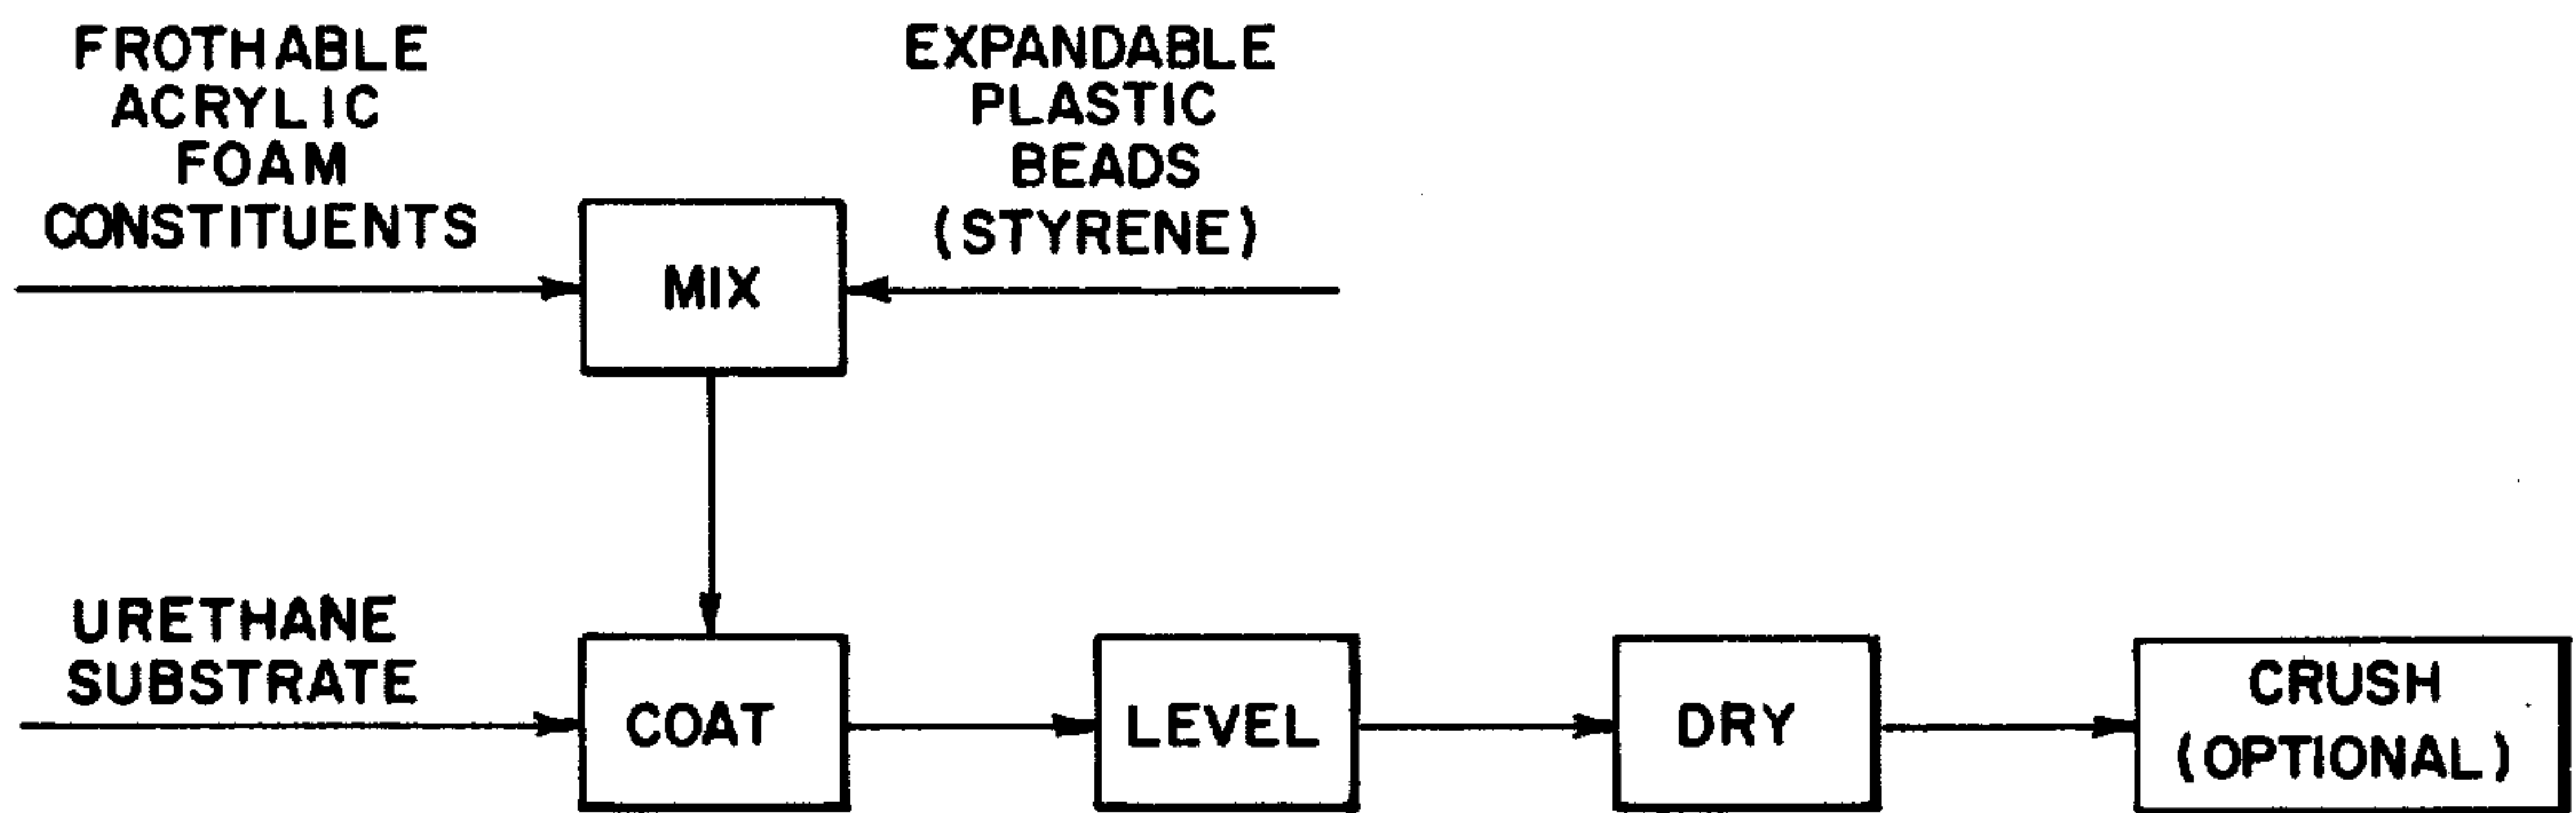 FROTHABLE
ACRYLIC
FOAM
CONSTITUENTS
EXPANDABLE
PLASTIC
BEADS
(STYRENE)
MIX
URETHANE
SUBSTRATE
COAT
LEVEL
DRY
CRUSH
(OPTIONAL)